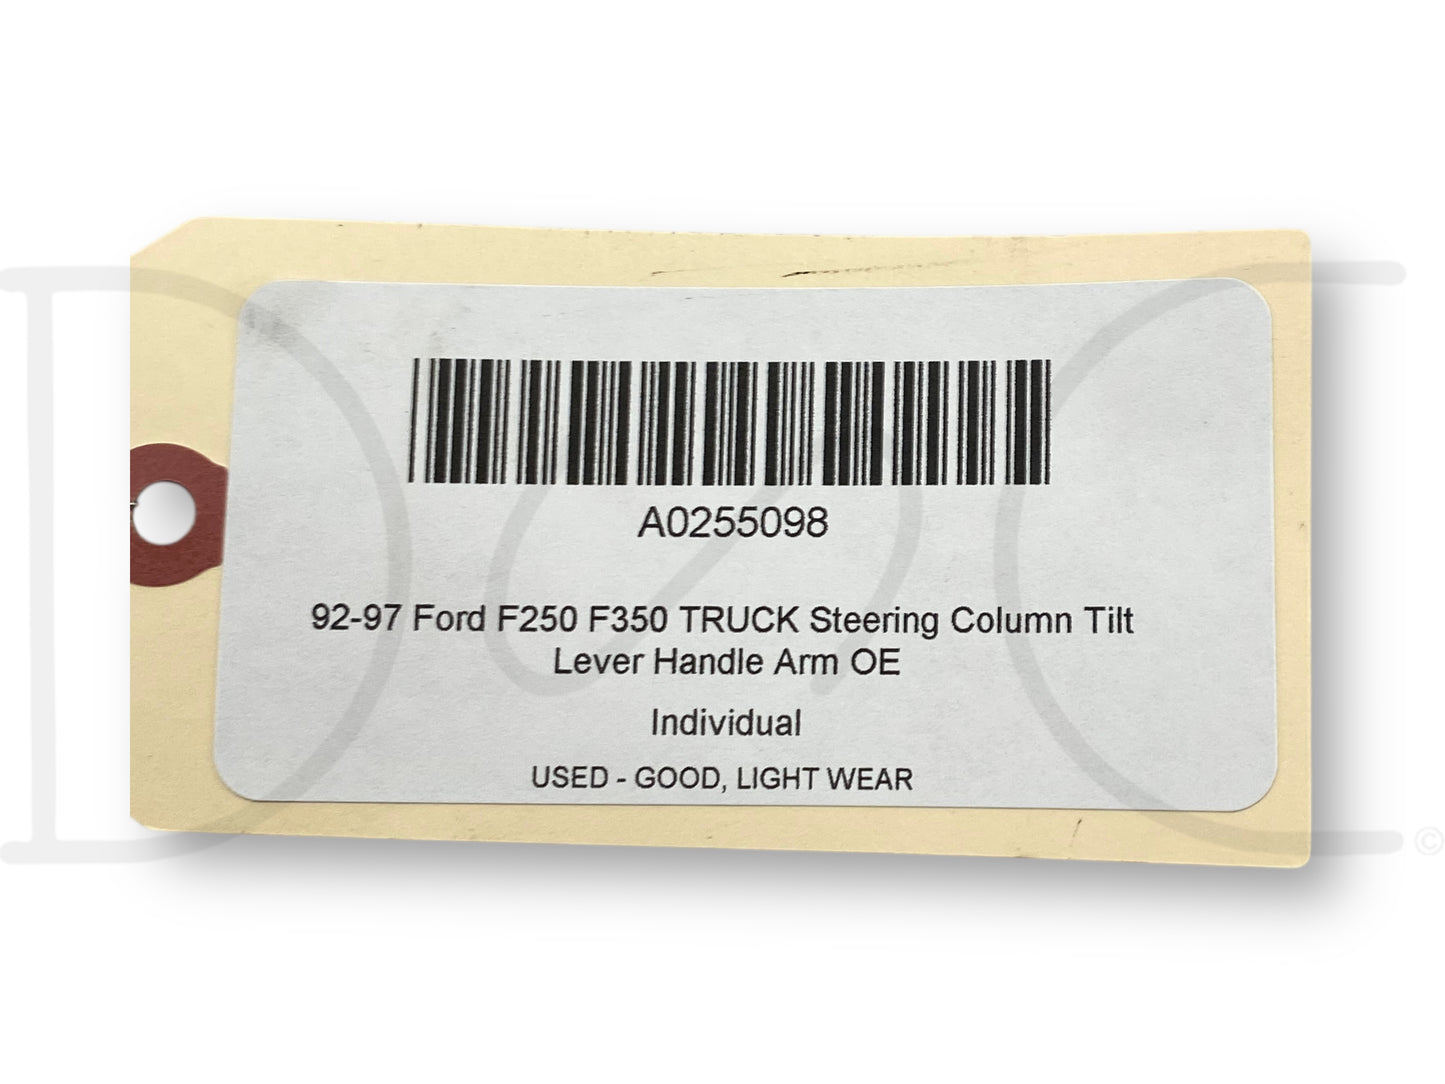 A0255098
92-97 Ford F250 F350 TRUCK Steering Column Tilt
Lever Handle Arm OE
Individual
USED - GOOD, LIGHT WEAR
D C
©